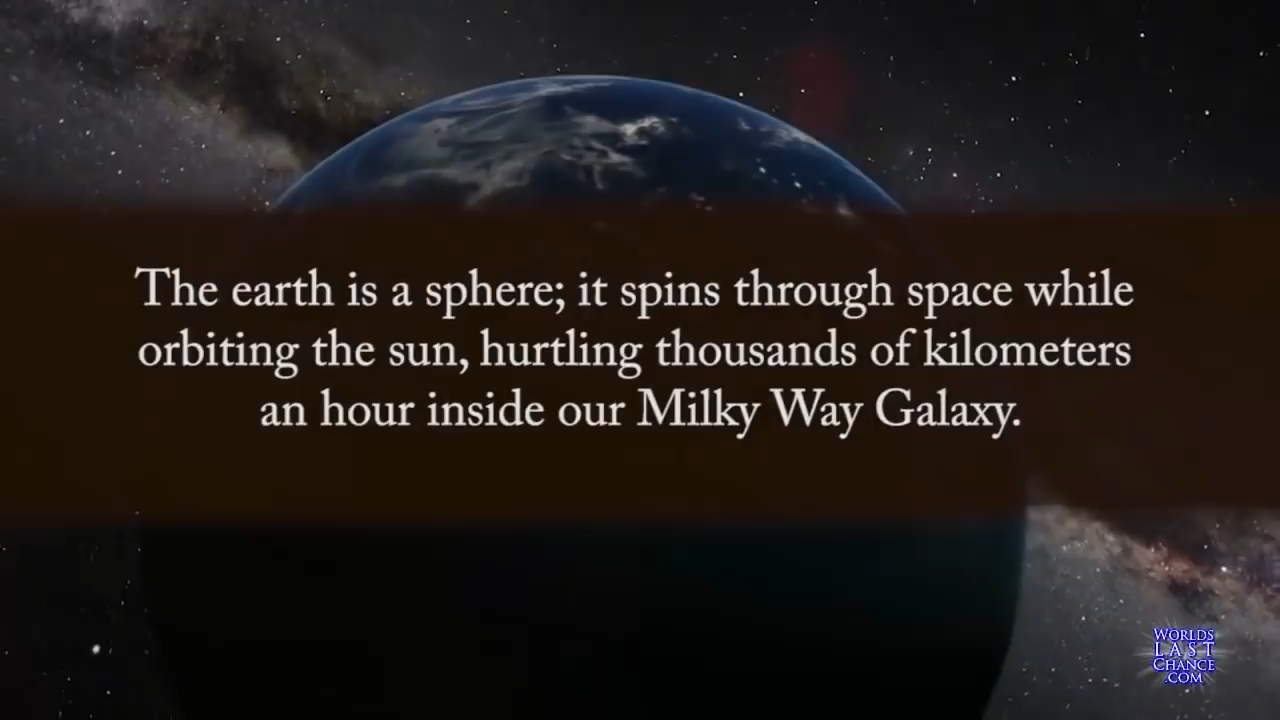 The earth is a sphere; it spins through space while
orbiting the sun, hurtling thousands of kilometers
an hour inside our Milky Way Galaxy.
WORLDS
LAST
CHANCE
.COM